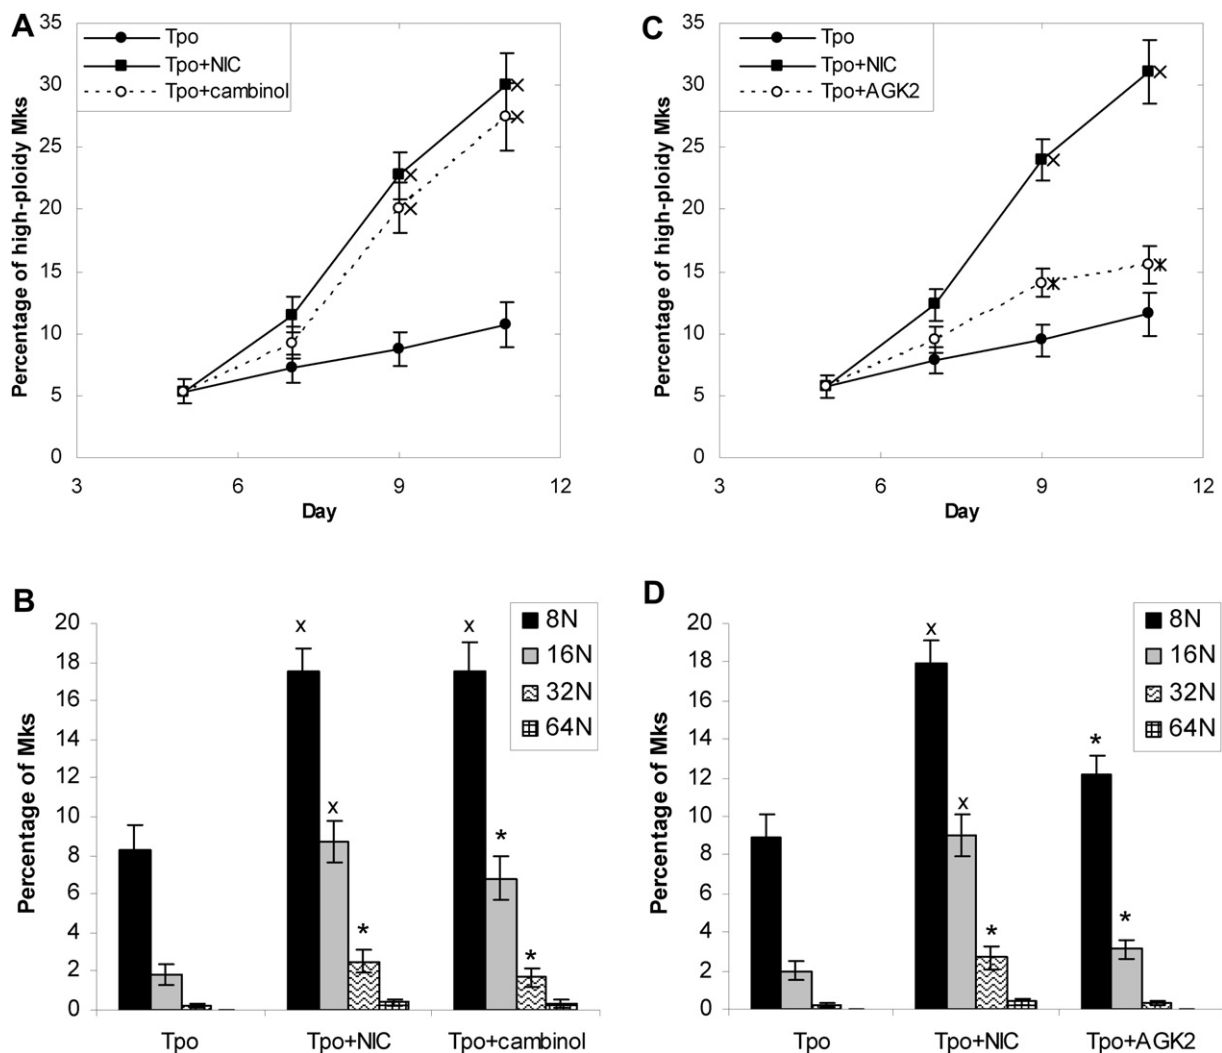 A
Percentage of high-ploidy Mks
35
30
25
20
15
10
5
0
Tpo
Tpo+NIC
Tpo+cambinol
x
x
x
x
3
6
9
12
Day
C
Percentage of high-ploidy Mks
35
30
25
20
15
10
5
0
Tpo
Tpo+NIC
Tpo+AGK2
x
x
*
*
3
6
9
12
Day
B
Percentage of Mks
20
18
16
14
12
10
8
6
4
2
0
8N
16N
32N
64N
x
x
*
x
*
*
Tpo
Tpo+NIC
Tpo+cambinol
D
Percentage of Mks
20
18
16
14
12
10
8
6
4
2
0
8N
16N
32N
64N
x
x
*
*
*
Tpo
Tpo+NIC
Tpo+AGK2